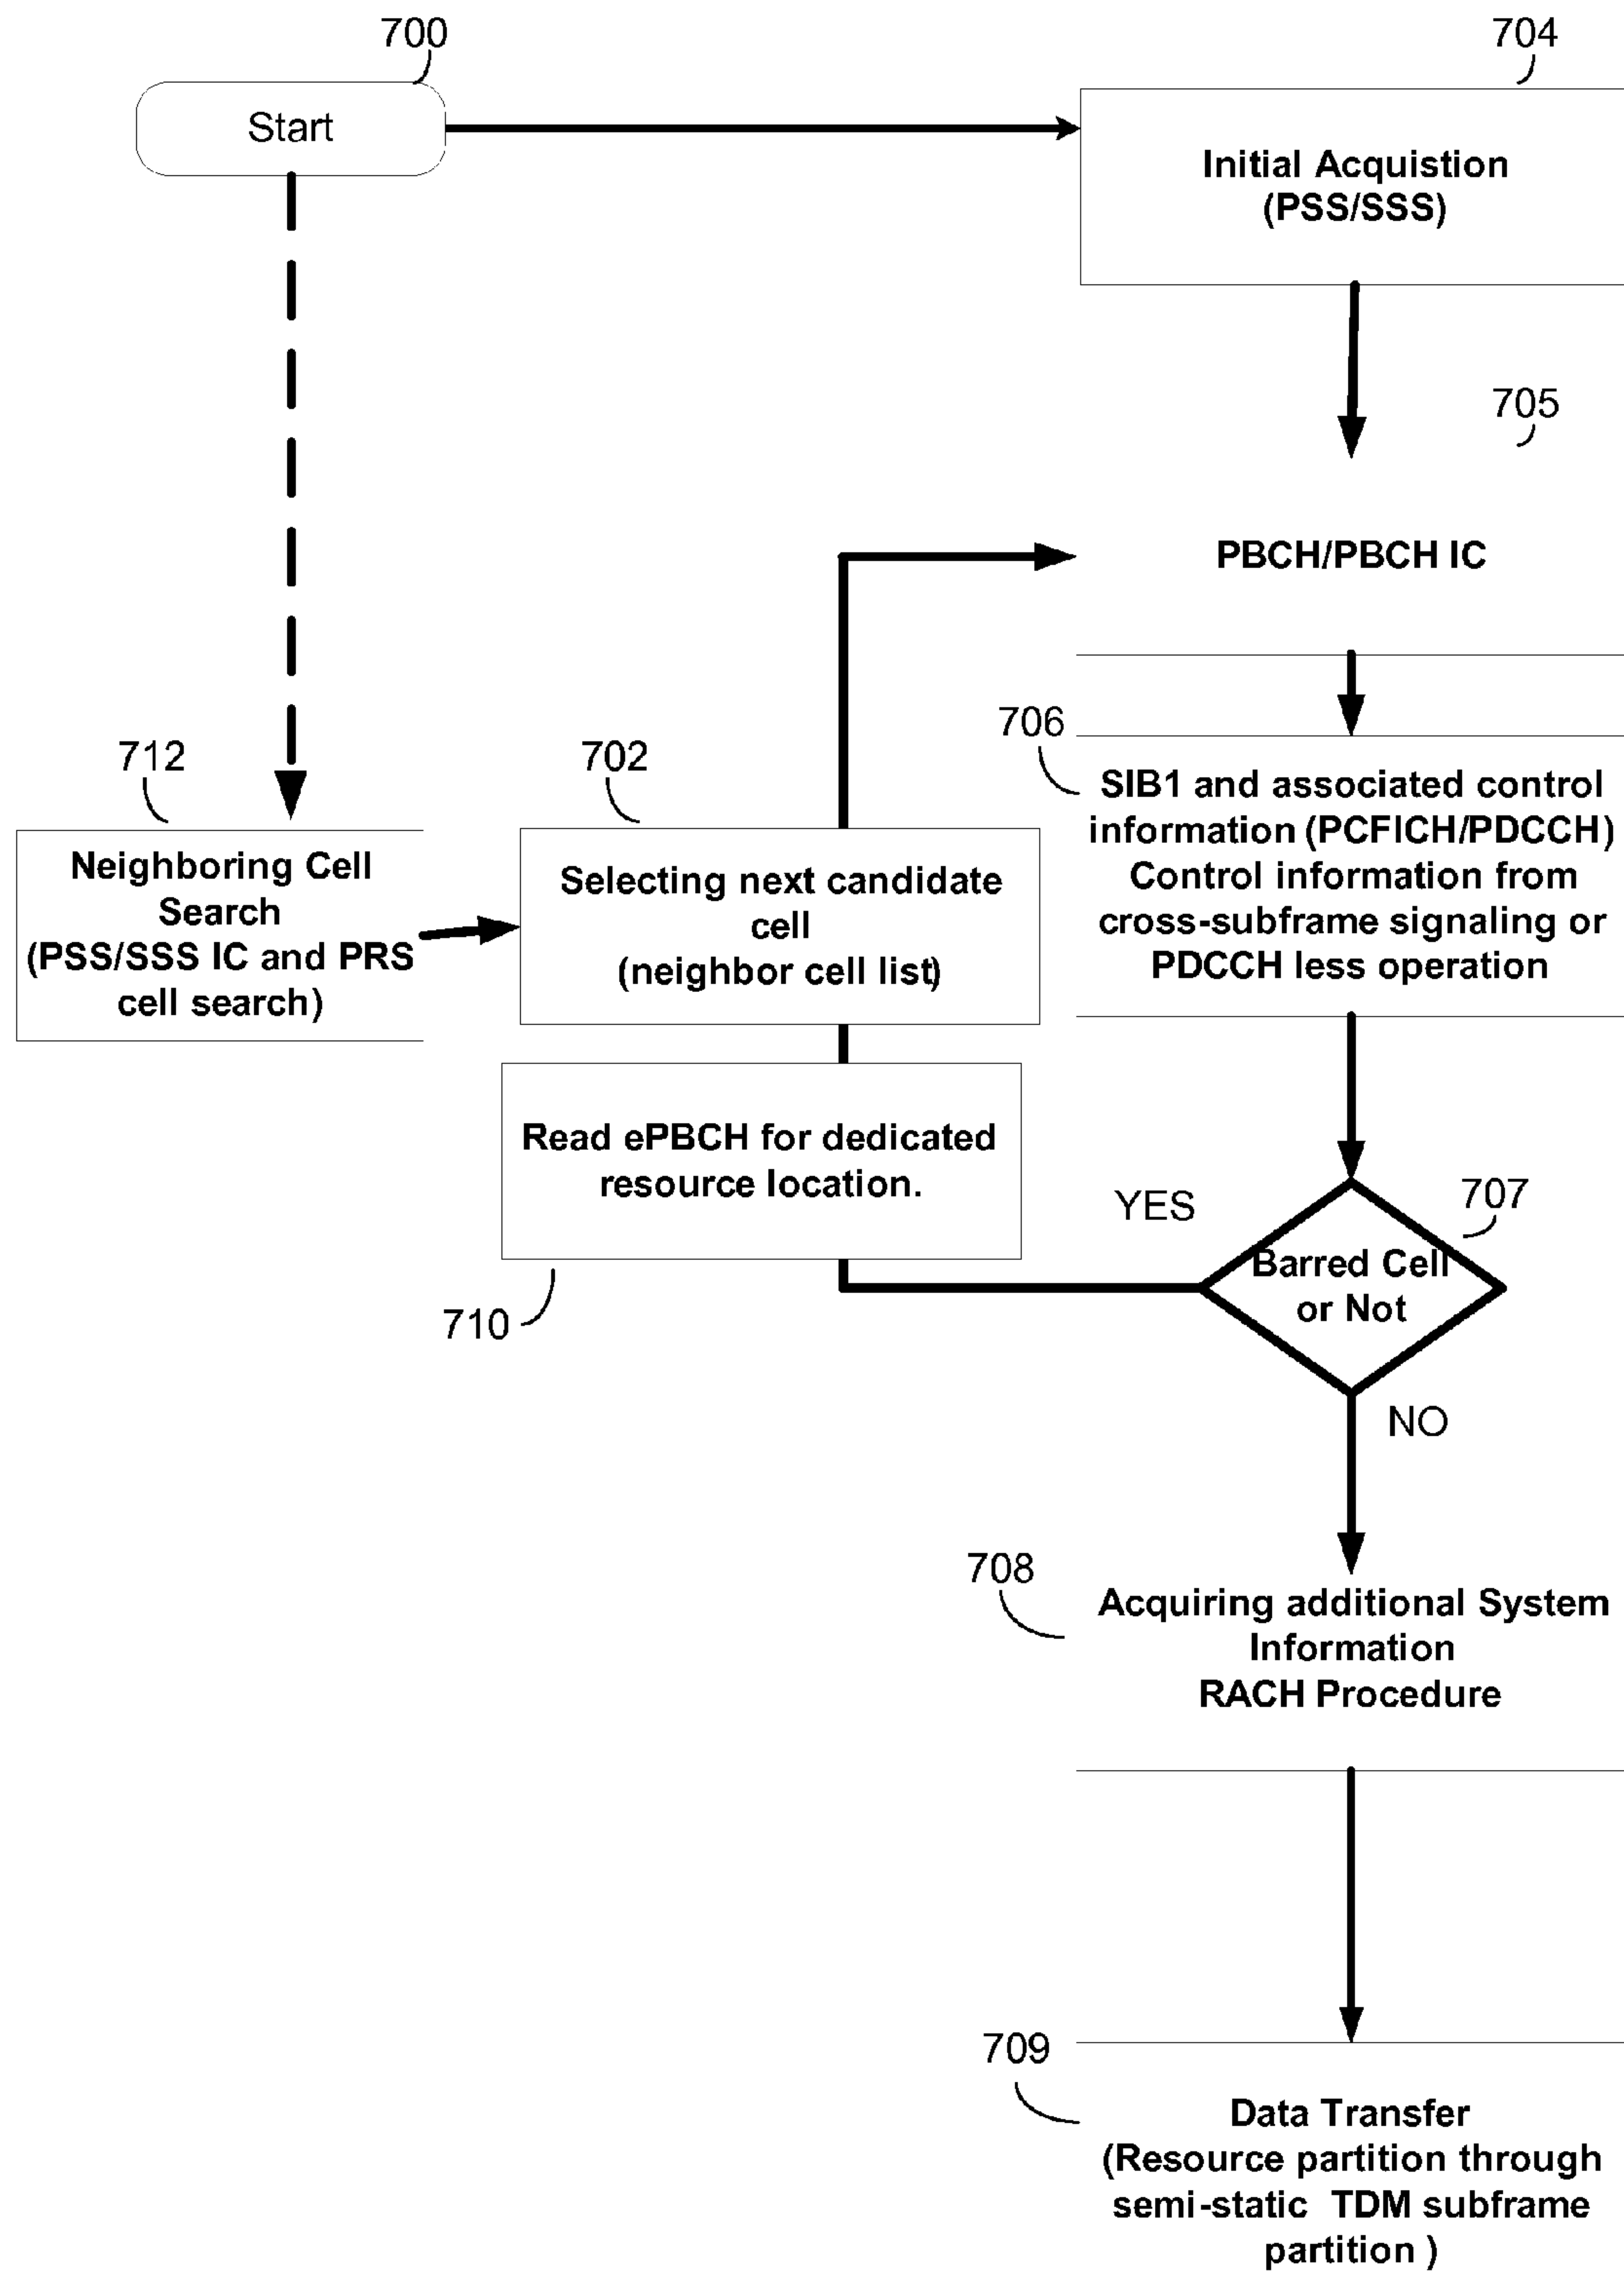 700
704
Start
Initial Acquistion
(PSS/SSS)
705
PBCH/PBCH IC
706
712
702
SIB1 and associated control
information (PCFICH/PDCCH)
Control information from
cross-subframe signaling or
PDCCH less operation
Neighboring Cell
Search
(PSS/SSS IC and PRS
cell search)
Selecting next candidate
cell
(neighbor cell list)
Read ePBCH for dedicated
resource location.
710
YES
707
Barred Cell
or Not
NO
708
Acquiring additional System
Information
RACH Procedure
709
Data Transfer
(Resource partition through
semi-static TDM subframe
partition )